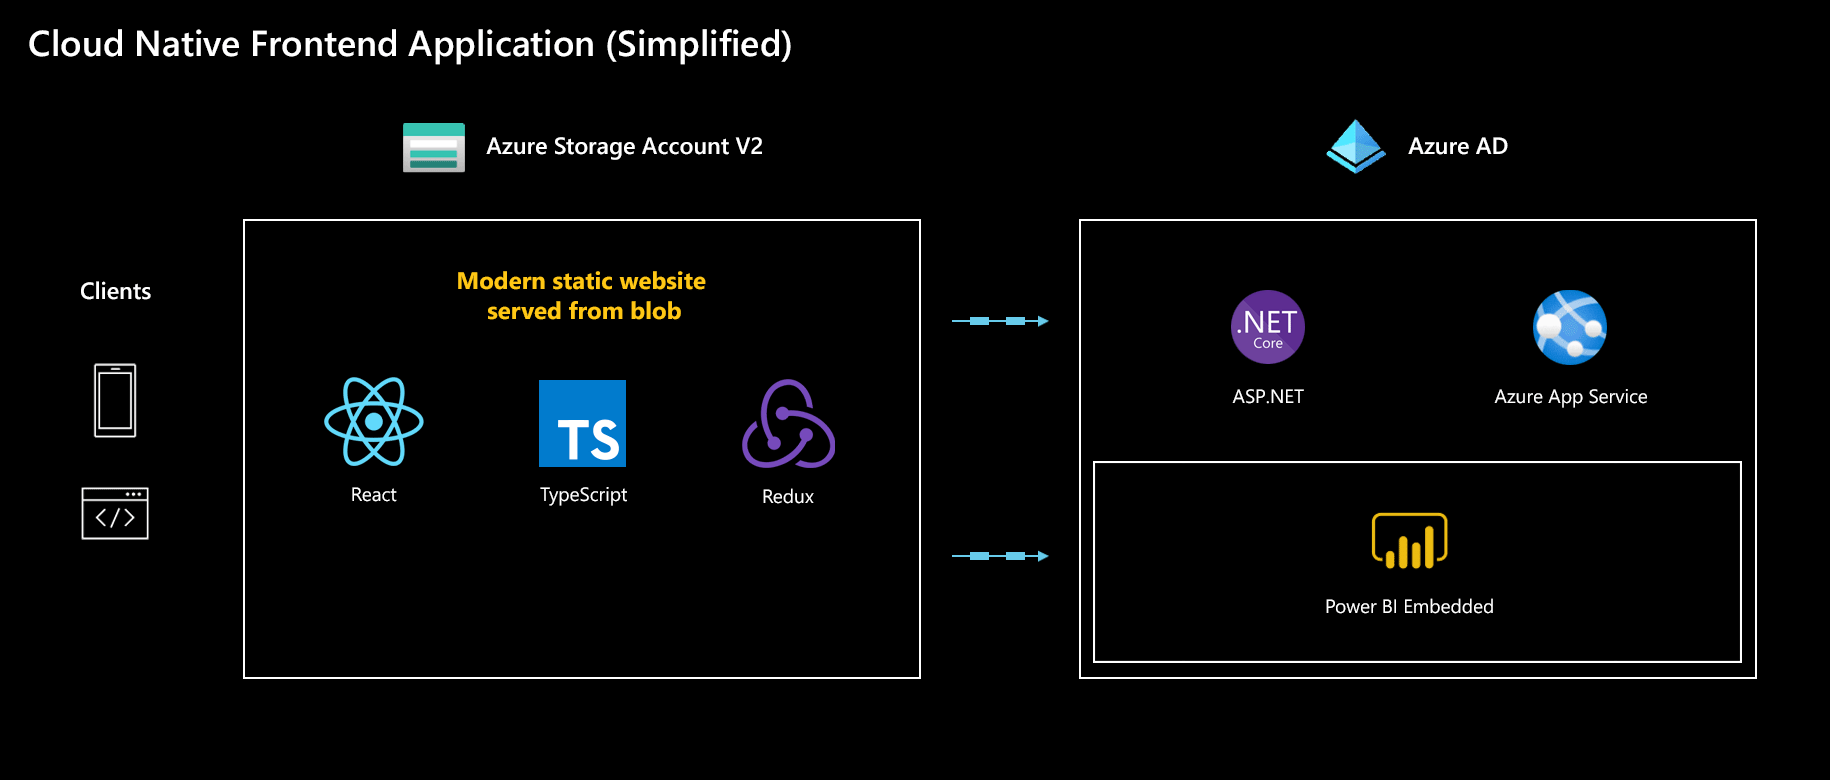 Cloud Native Frontend Application (Simplified)
Azure Storage Account V2
Azure AD
Clients
</>
Modern static website
served from blob
React
TS
TypeScript
Redux
.NET
Core
ASP.NET
Azure App Service
Power BI Embedded